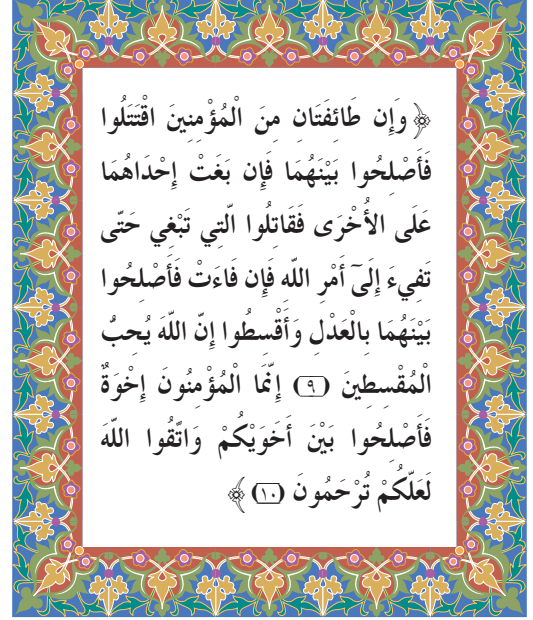 ﴿ وَإِن طَائِفَتَانِ مِنَ الْمُؤْمِنِينَ اقْتَتَلُوا
فَأَصْلِحُوا بَيْنَهُمَا فَإِن بَغَتْ إِحْدَاهُمَا
عَلَى الأُخْرَى فَقَاتِلُوا الَّتِي تَبْغِي حَتَّى
تَفِيءَ إِلَىٓ أَمْرِ اللَّهِ فَإِن فَاءَتْ فَأَصْلِحُوا
بَيْنَهُمَا بِالْعَدْلِ وَأَقْسِطُوا إِنَّ اللَّهَ يُحِبُّ
الْمُقْسِطِينَ (٩) إِنَّمَا الْمُؤْمِنُونَ إِخْوَةٌ
فَأَصْلِحُوا بَيْنَ أَخَوَيْكُمْ وَاتَّقُوا اللَّهَ
لَعَلَّكُمْ تُرْحَمُونَ (١٠) ﴾